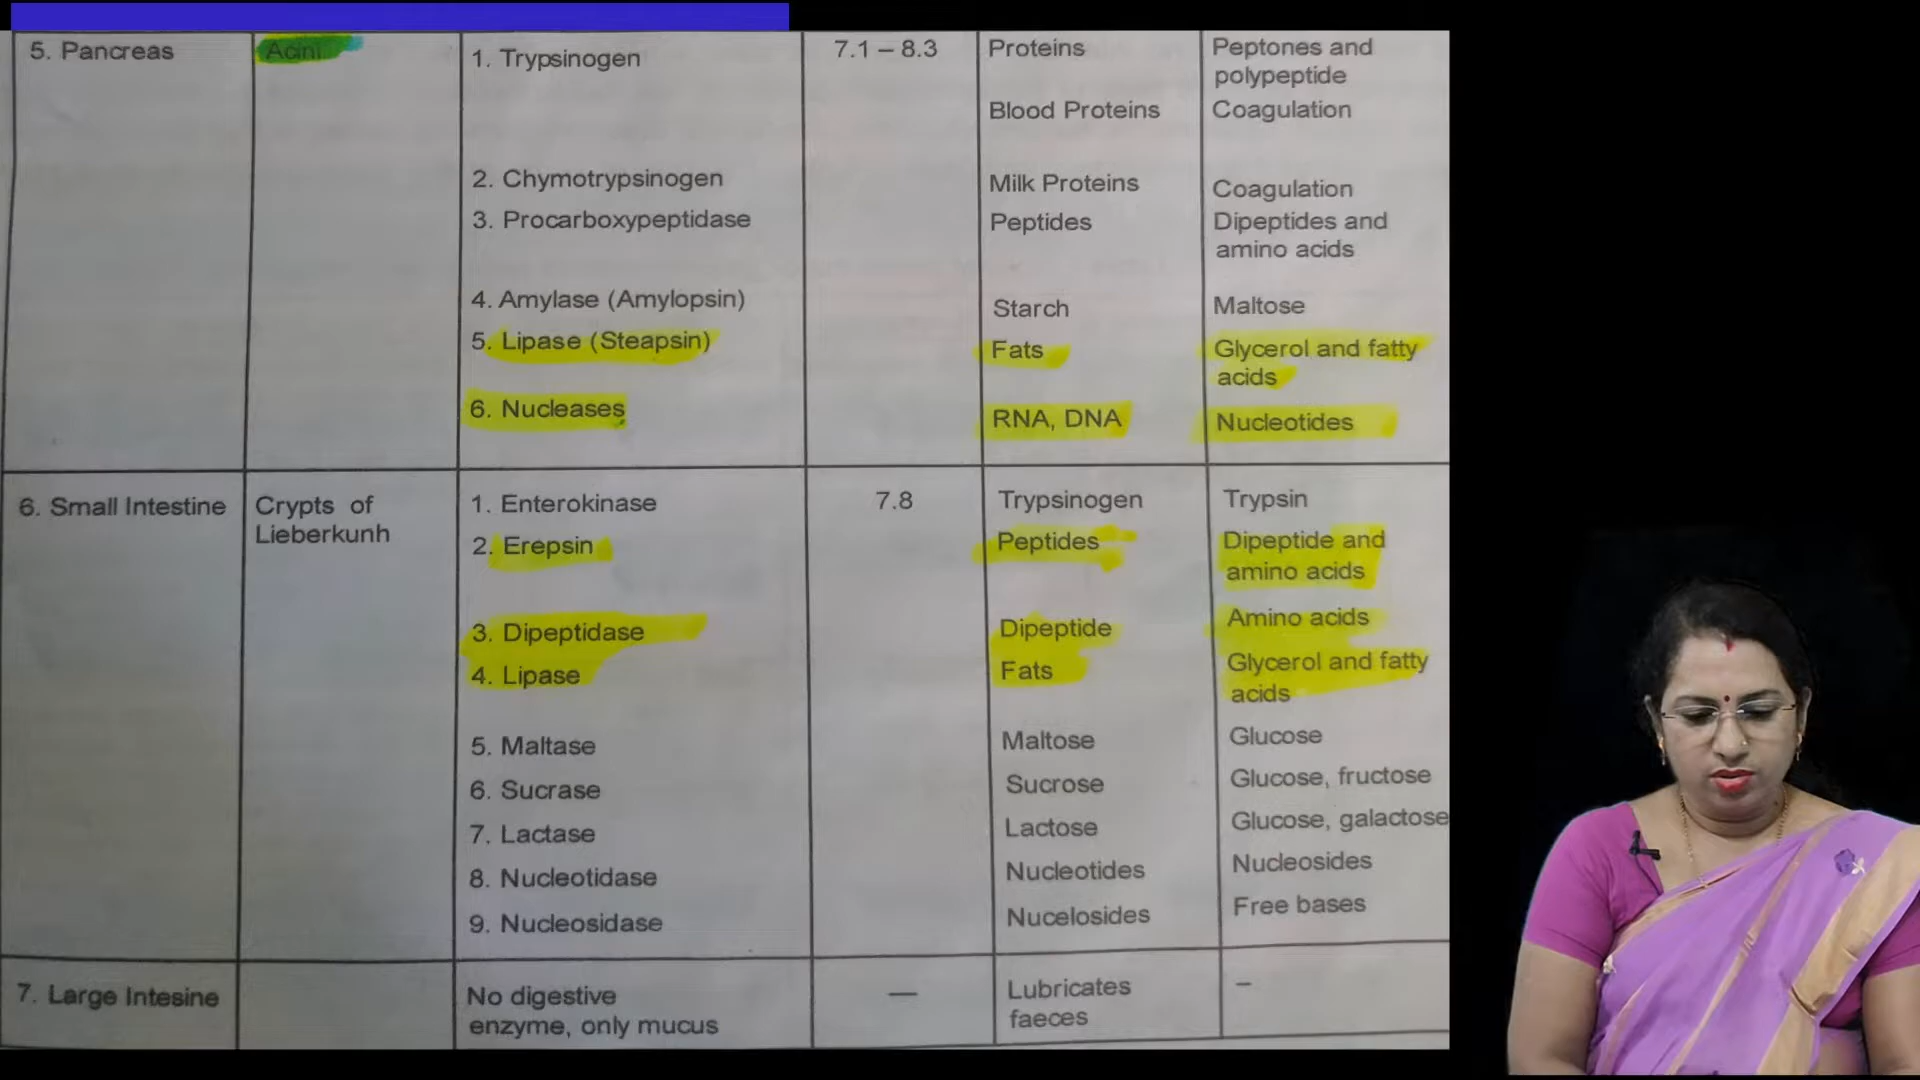 5. Pancreas
Acini
1. Trypsinogen
7.1 – 8.3
Proteins
Peptones and
polypeptide
Blood Proteins
Coagulation
2. Chymotrypsinogen
Milk Proteins
Coagulation
3. Procarboxypeptidase
Peptides
Dipeptides and
amino acids
4. Amylase (Amylopsin)
Starch
Maltose
5. Lipase (Steapsin)
Fats
Glycerol and fatty
acids
6. Nucleases
RNA, DNA
Nucleotides
6. Small Intestine
Crypts of
Lieberkunh
1. Enterokinase
7.8
Trypsinogen
Trypsin
2. Erepsin
Peptides
Dipeptide and
amino acids
3. Dipeptidase
Dipeptide
Amino acids
4. Lipase
Fats
Glycerol and fatty
acids
5. Maltase
Maltose
Glucose
6. Sucrase
Sucrose
Glucose, fructose
7. Lactase
Lactose
Glucose, galactose
8. Nucleotidase
Nucleotides
Nucleosides
9. Nucleosidase
Nucelosides
Free bases
7. Large Intesine
No digestive
enzyme, only mucus
—
Lubricates
faeces
–